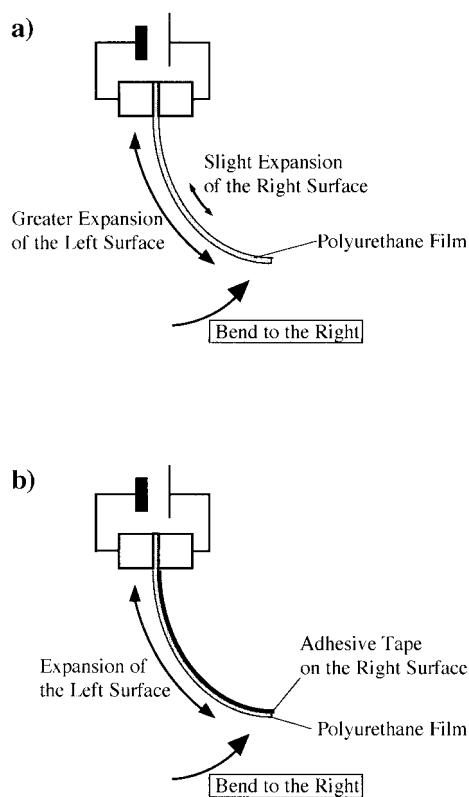 a)
Slight Expansion
of the Right Surface
Greater Expansion
of the Left Surface
Polyurethane Film
Bend to the Right
b)
Adhesive Tape
on the Right Surface
Expansion of
the Left Surface
Polyurethane Film
Bend to the Right